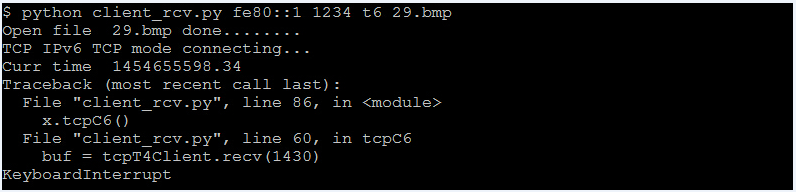 $ python client_rcv.py fe80::1 1234 t6 29.bmp
Open file  29.bmp done........
TCP IPv6 TCP mode connecting...
Curr time  1454655598.34
Traceback (most recent call last):
  File "client_rcv.py", line 86, in <module>
    x.tcpC6()
  File "client_rcv.py", line 60, in tcpC6
    buf = tcpT4Client.recv(1430)
KeyboardInterrupt